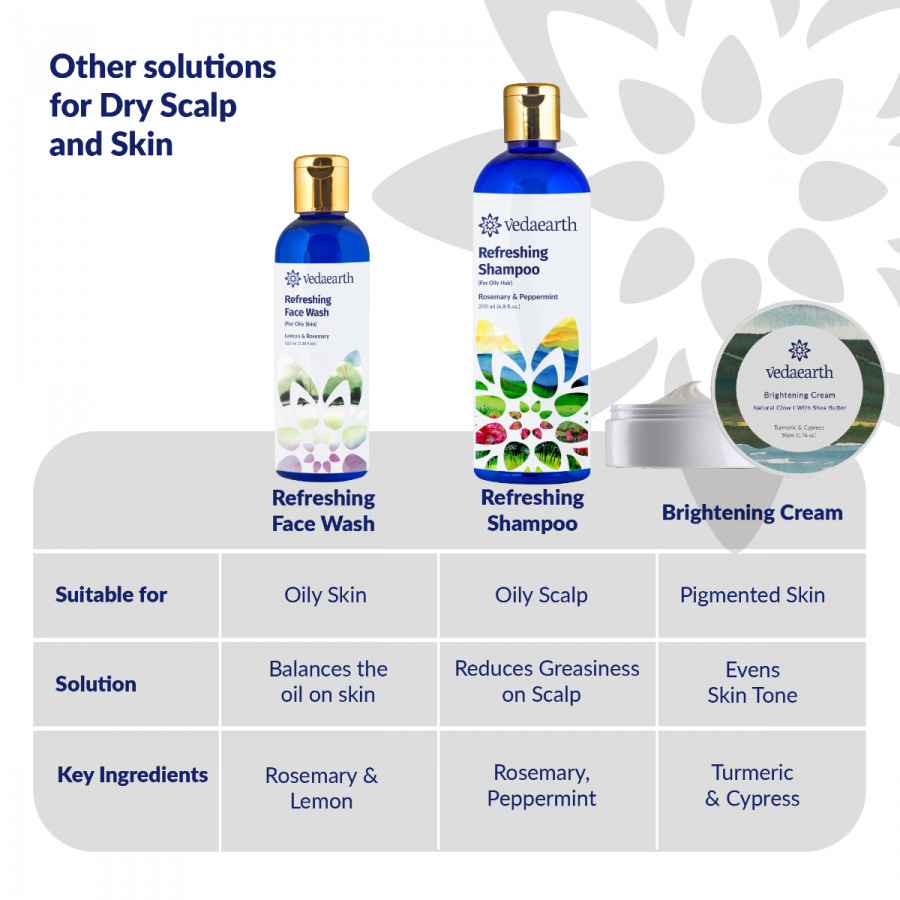 Other solutions
for Dry Scalp
and Skin
vedaearth
Refreshing
Face Wash
(For Oily Skin)
Lemon & Rosemary
vedaearth
Refreshing
Shampoo
(For Oily Hair)
Rosemary & Peppermint
200 ml (6.8 fl.oz.)
vedaearth
Brightening Cream
Natural Glow I With Shea Butter
Turmeric & Cypress
50gm. (1.76 oz.)
Refreshing
Face Wash
Refreshing
Shampoo
Brightening Cream
Suitable for
Oily Skin
Oily Scalp
Pigmented Skin
Solution
Balances the
oil on skin
Reduces Greasiness
on Scalp
Evens
Skin Tone
Key Ingredients
Rosemary &
Lemon
Rosemary,
Peppermint
Turmeric
& Cypress